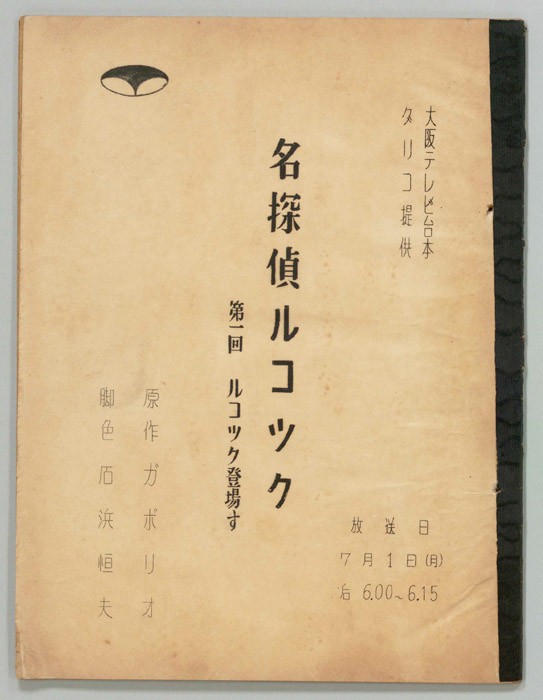 大阪テレビ台本
グリコ提供
名探偵ルコック
第一回 ルコック登場す
放送日
7月1日(月)
后 6.00~6.15
原作ガボリオ
脚色石浜恒夫